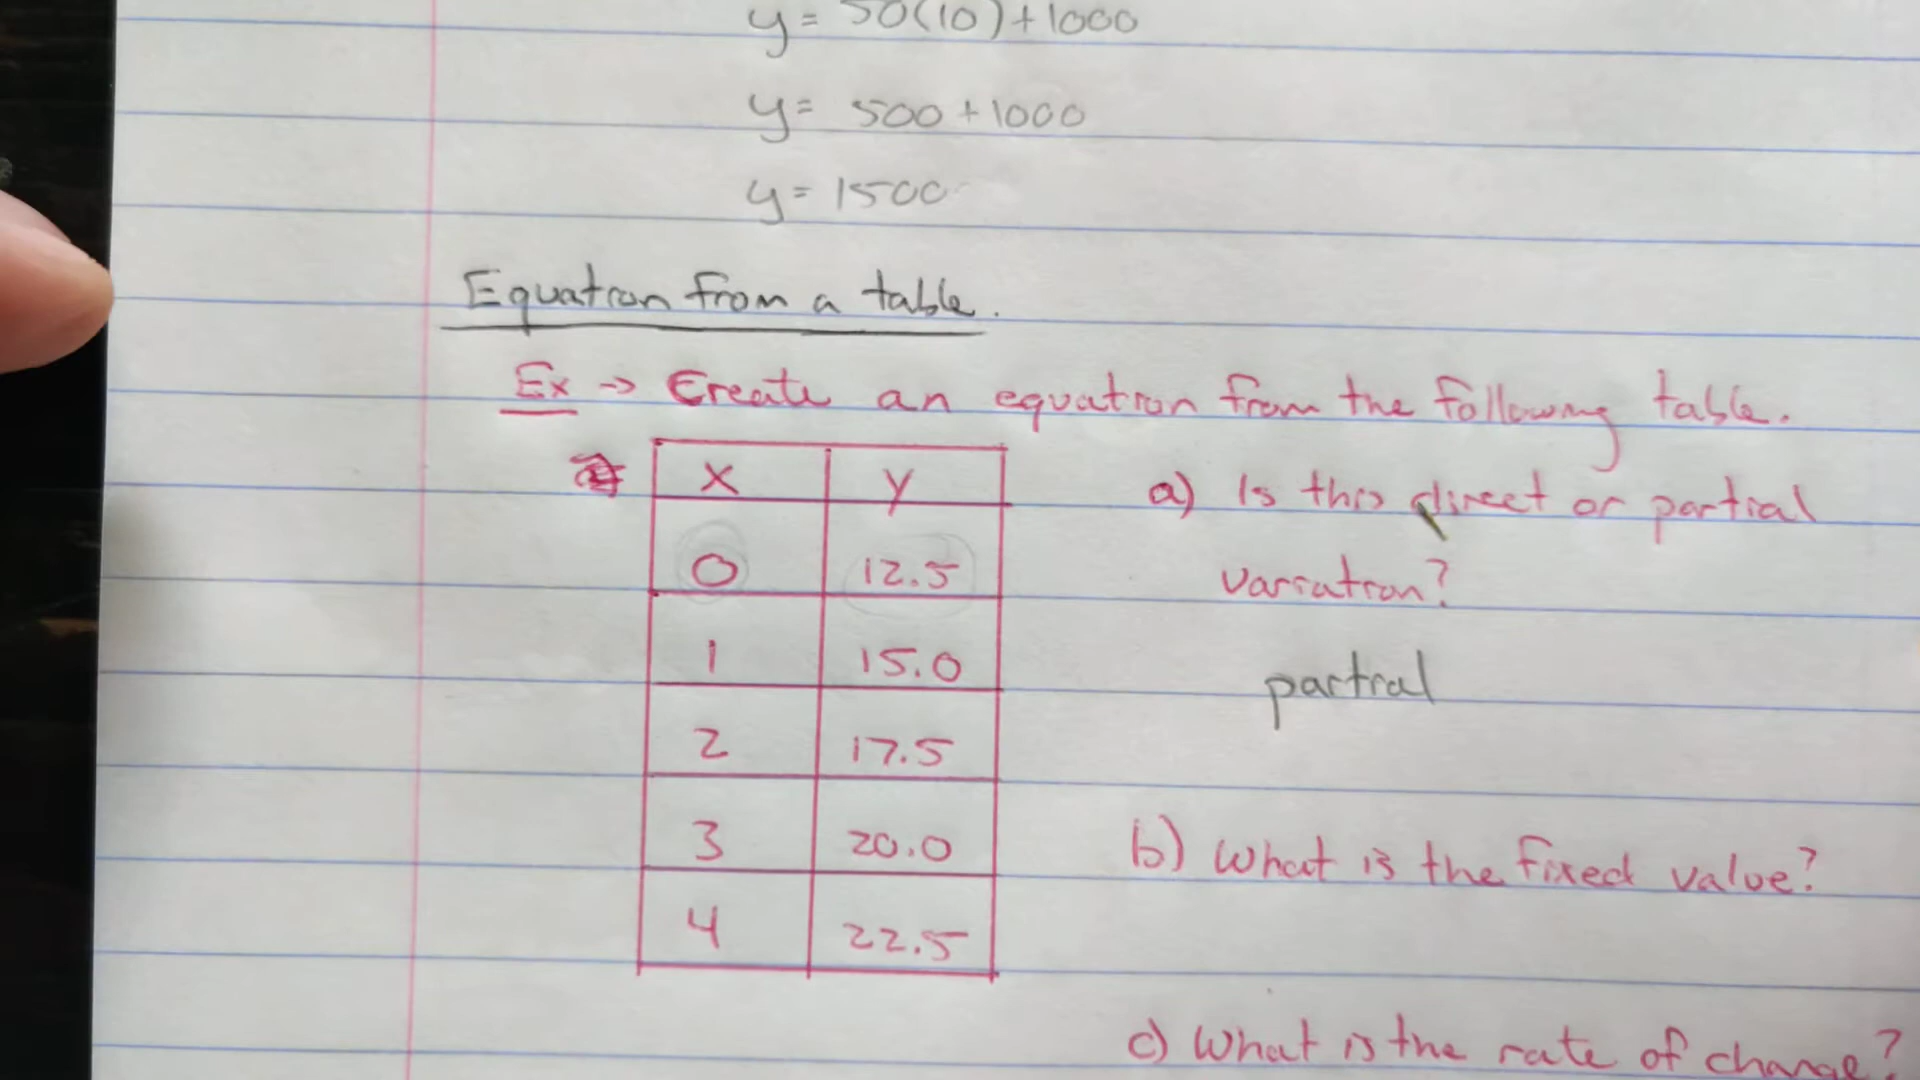 y = 50(10) + 1000
y = 500 + 1000
y = 1500
Equation from a table.
Ex → Create an equation from the following table.
x y
0 12.5
1 15.0
2 17.5
3 20.0
4 22.5
a) Is this direct or partial
variation?
partial
b) What is the fixed value?
c) What is the rate of change?